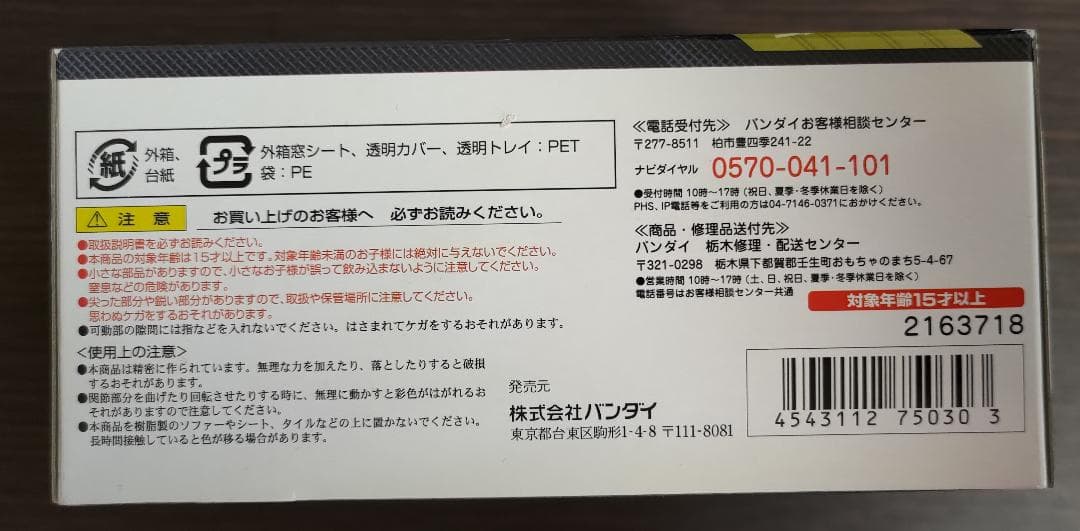 紙
外箱、
台紙
プラ
外箱窓シート、透明カバー、透明トレイ：PET
袋：PE
注 意
お買い上げのお客様へ 必ずお読みください。
●取扱説明書を必ずお読みください。
●本商品の対象年齢は15才以上です。対象年齢未満のお子様には絶対に与えないでください。
●小さな部品がありますので、小さなお子様が誤って飲み込まないように注意してください。
窒息などの危険があります。
●尖った部分や鋭い部分がありますので、取扱や保管場所に注意してください。
思わぬケガをするおそれがあります。
●可動部の隙間には指などを入れないでください。はさまれてケガをするおそれがあります。
＜使用上の注意＞
●本商品は精密に作られています。無理な力を加えたり、落としたりすると破損
するおそれがあります。
●関節部分を曲げたり回転させたりする時に、無理に動かすと彩色がはがれるお
それがありますので注意してください。
●本商品を樹脂製のソファーやシート、タイルなどの上に置かないでください。
長時間接触していると色が移る場合があります。
≪電話受付先≫ バンダイお客様相談センター
〒277-8511 柏市豊四季241-22
ナビダイヤル 0570-041-101
●受付時間 10時～17時（祝日、夏季・冬季休業日を除く）
PHS、IP電話等をご利用の方は04-7146-0371におかけください。
≪商品・修理品送付先≫
バンダイ 栃木修理・配送センター
〒321-0298 栃木県下都賀郡壬生町おもちゃのまち5-4-67
●営業時間 10時～17時（土、日、祝日、夏季・冬季休業日を除く）
電話番号はお客様相談センター共通
対象年齢15才以上
2163718
発売元
株式会社バンダイ
東京都台東区駒形1-4-8 〒111-8081
4543112 75030 3